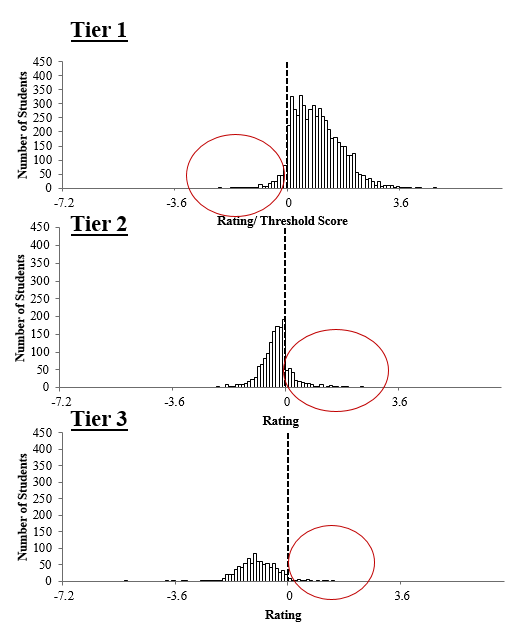 Tier 1
Number of Students
450
400
350
300
250
200
150
100
50
0
-7.2 -3.6 0 3.6
Rating/ Threshold Score
Tier 2
Number of Students
450
400
350
300
250
200
150
100
50
0
-7.2 -3.6 0 3.6
Rating
Tier 3
Number of Students
450
400
350
300
250
200
150
100
50
0
-7.2 -3.6 0 3.6
Rating